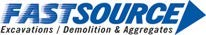 FASTSOURCE
Excavations / Demolition & Aggregates